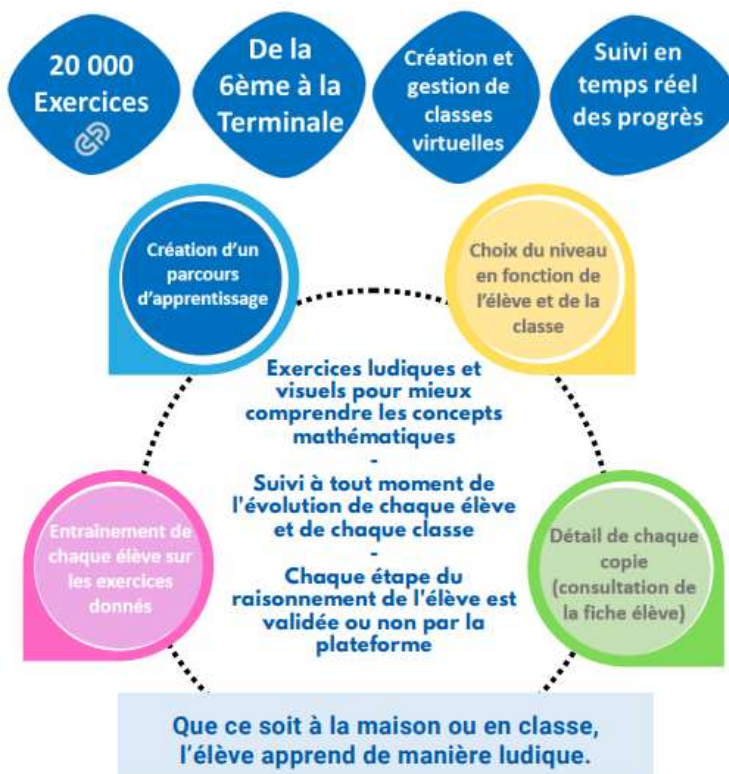 20 000
Exercices
De la
6ème à la
Terminale
Création et
gestion de
classes
virtuelles
Suivi en
temps réel
des progrès
Création d'un
parcours
d'apprentissage
Choix du niveau
en fonction de
l'élève et de la
classe
Exercices ludiques et
visuels pour mieux
comprendre les concepts
mathématiques
-
Suivi à tout moment de
l'évolution de chaque élève
et de chaque classe
-
Chaque étape du
raisonnement de l'élève est
validée ou non par la
plateforme
Entraînement de
chaque élève sur
les exercices
donnés
Détail de chaque
copie
(consultation de
la fiche élève)
Que ce soit à la maison ou en classe,
l'élève apprend de manière ludique.